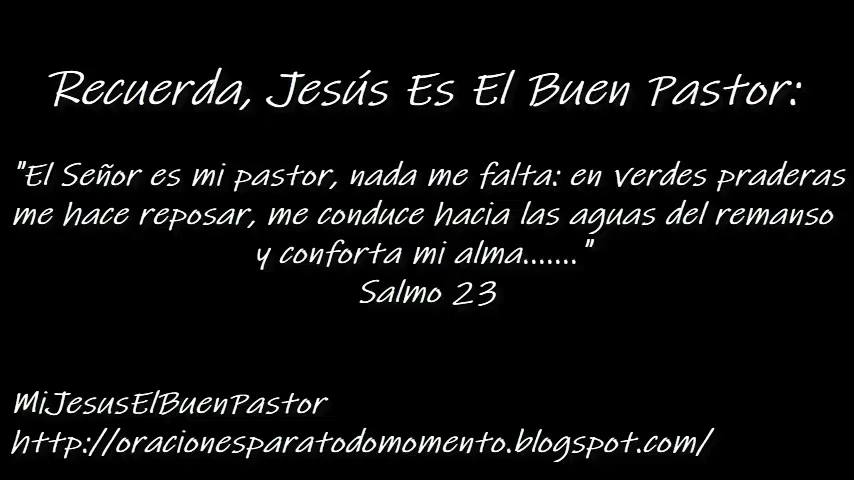 Recuerda, Jesús Es El Buen Pastor:
"El Señor es mi pastor, nada me falta: en verdes praderas
me hace reposar, me conduce hacia las aguas del remanso
y conforta mi alma......."
Salmo 23
MiJesusElBuenPastor
http://oracionesparatodomomento.blogspot.com/